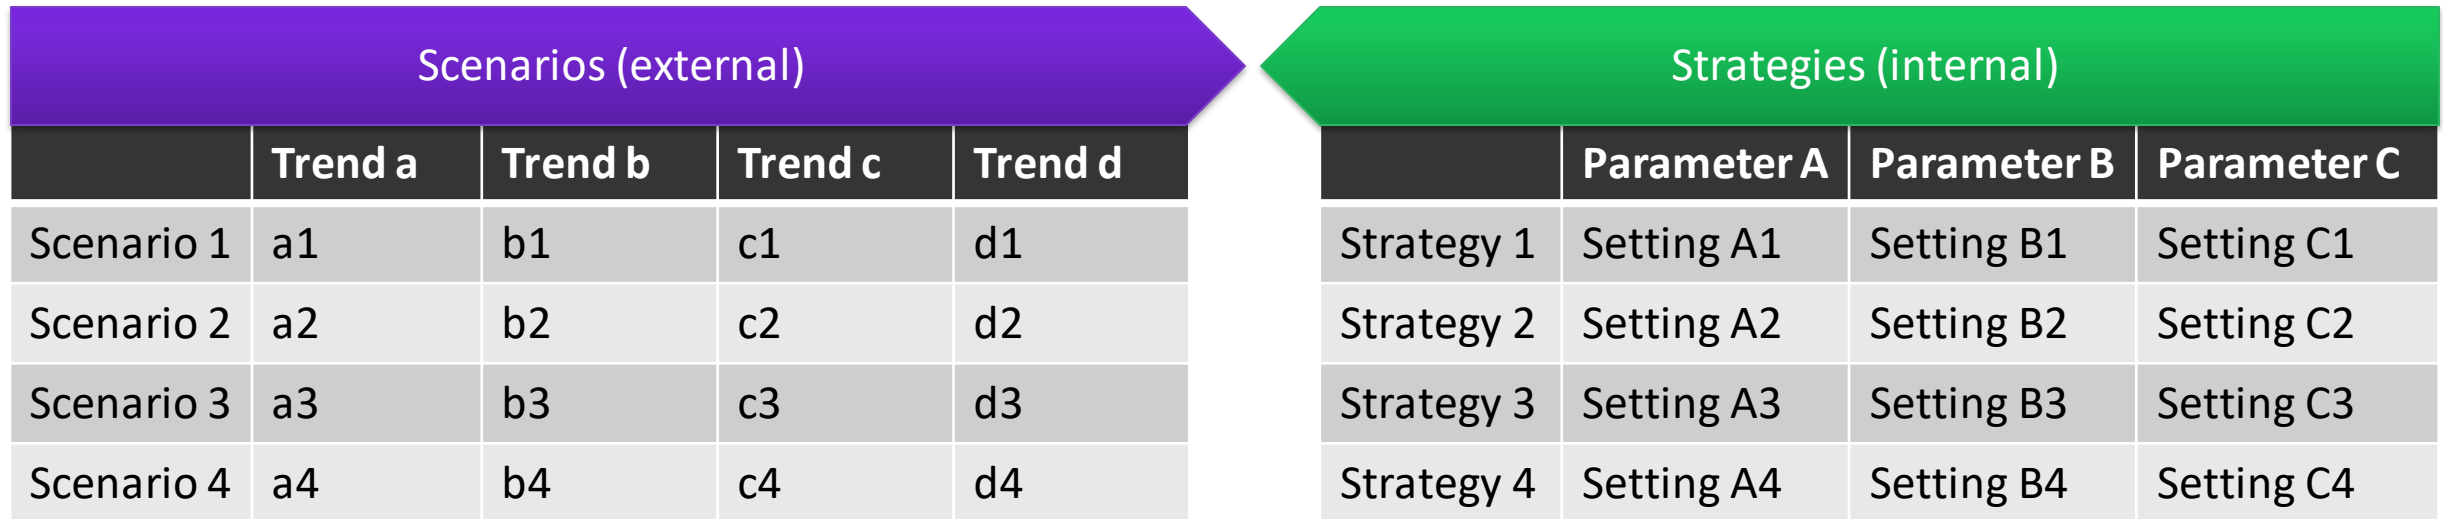 Scenarios (external)
Trend a Trend b Trend c Trend d
Scenario 1 a1 b1 c1 d1
Scenario 2 a2 b2 c2 d2
Scenario 3 a3 b3 c3 d3
Scenario 4 a4 b4 c4 d4
Strategies (internal)
Parameter A Parameter B Parameter C
Strategy 1 Setting A1 Setting B1 Setting C1
Strategy 2 Setting A2 Setting B2 Setting C2
Strategy 3 Setting A3 Setting B3 Setting C3
Strategy 4 Setting A4 Setting B4 Setting C4